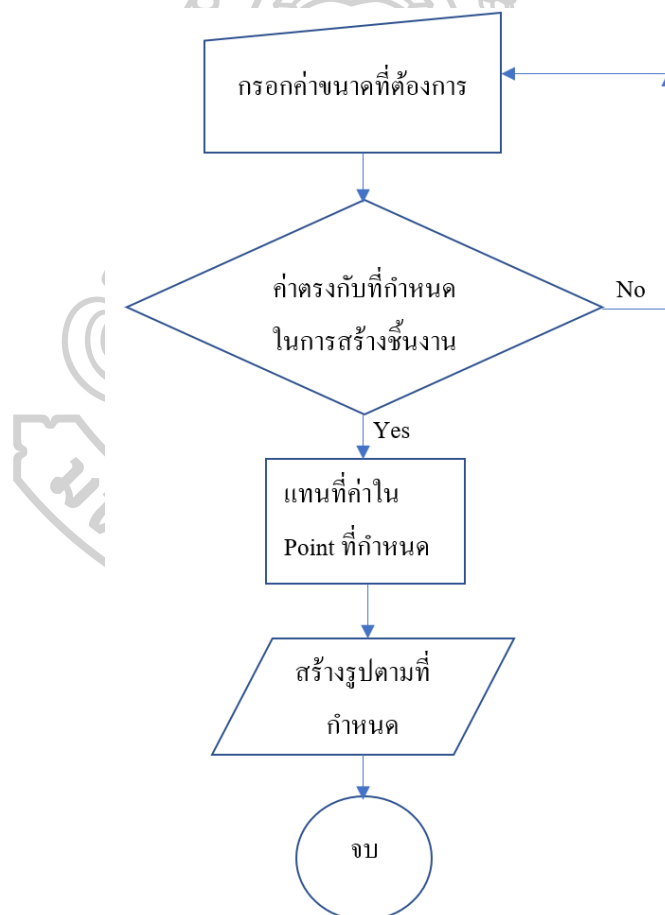 กรอกค่าขนาดที่ต้องการ
ค่าตรงกับที่กำหนด
ในการสร้างชิ้นงาน
No
Yes
แทนที่ค่าใน
Point ที่กำหนด
สร้างรูปตามที่
กำหนด
จบ